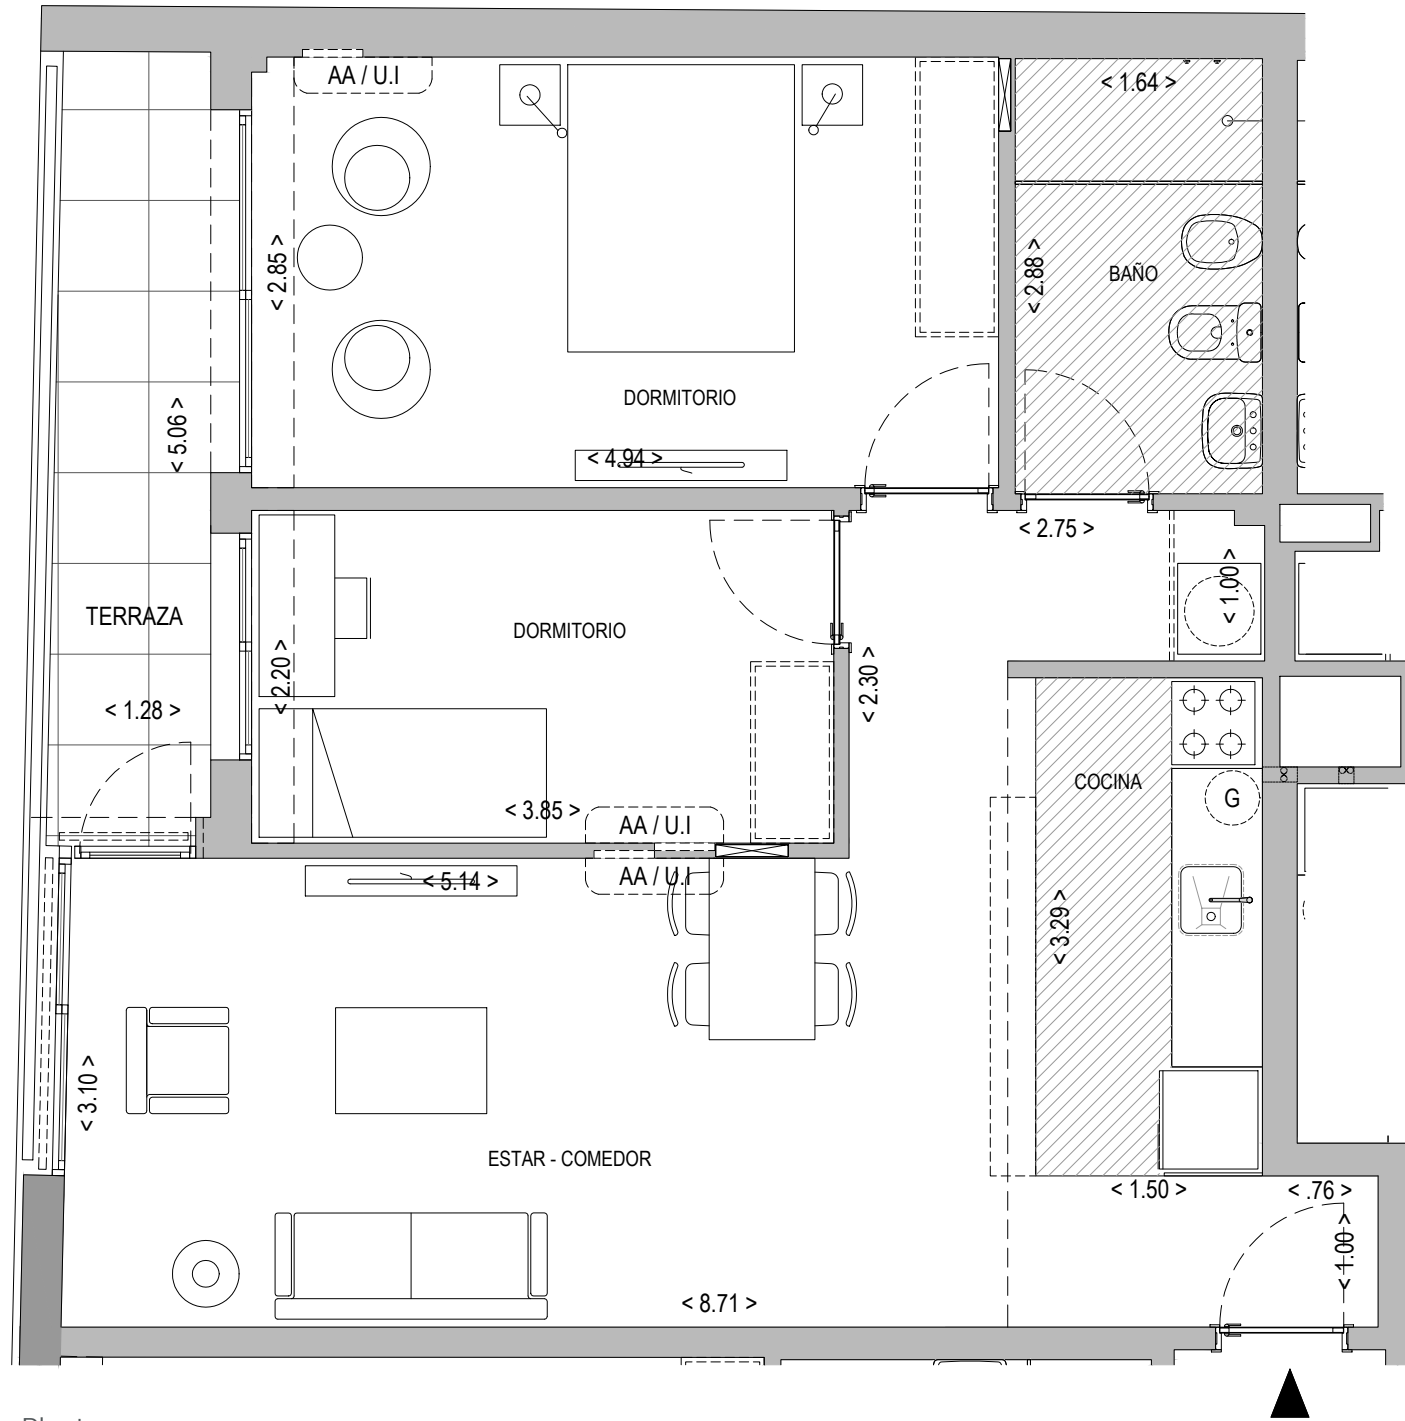 AA / U.I
< 1.64 >
< 2.85 >
< 2.88 >
BAÑO
DORMITORIO
< 5.06 >
< 4.94 >
< 2.75 >
< 1.00 >
TERRAZA
DORMITORIO
< 2.20 >
< 2.30 >
< 1.28 >
COCINA
G
< 3.85 >
AA / U.I
AA / U.I
< 5.14 >
< 3.29 >
< 3.10 >
ESTAR - COMEDOR
< 1.50 >
< .76 >
< 1.00 >
< 8.71 >